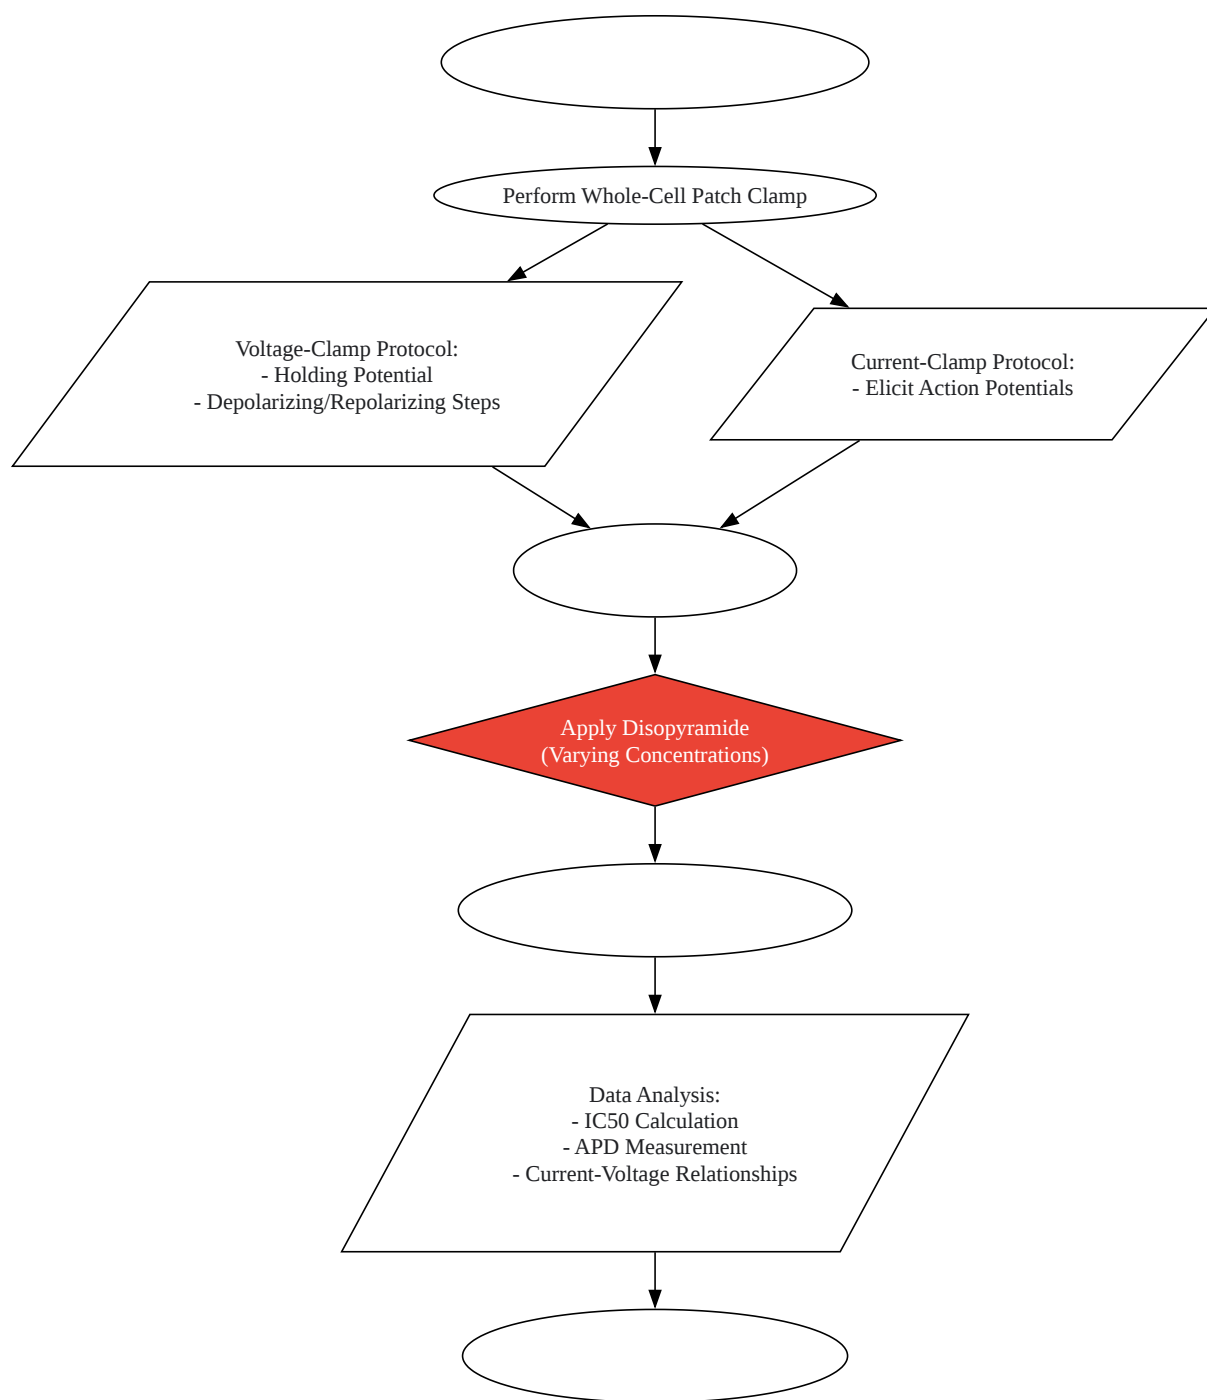 Perform Whole-Cell Patch Clamp
Voltage-Clamp Protocol:
- Holding Potential
- Depolarizing/Repolarizing Steps
Current-Clamp Protocol:
- Elicit Action Potentials
Apply Disopyramide
(Varying Concentrations)
Data Analysis:
- IC50 Calculation
- APD Measurement
- Current-Voltage Relationships